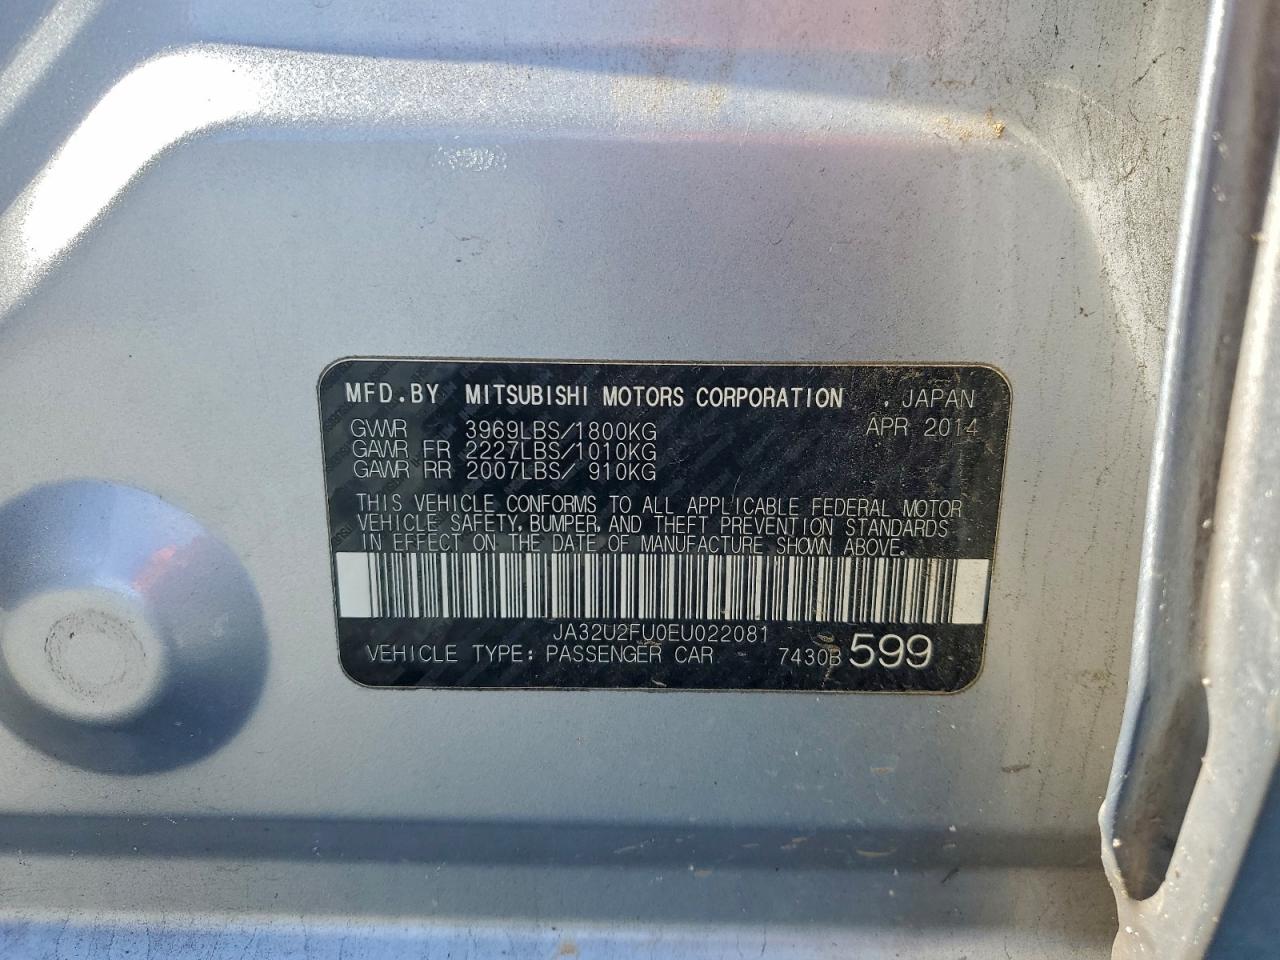 MFD.BY MITSUBISHI MOTORS CORPORATION , JAPAN
GVWR 3969LBS/1800KG APR 2014
GAWR FR 2227LBS/1010KG
GAWR RR 2007LBS/ 910KG
THIS VEHICLE CONFORMS TO ALL APPLICABLE FEDERAL MOTOR
VEHICLE SAFETY, BUMPER, AND THEFT PREVENTION STANDARDS
IN EFFECT ON THE DATE OF MANUFACTURE SHOWN ABOVE.
JA32U2FU0EU022081
VEHICLE TYPE: PASSENGER CAR 7430B 599